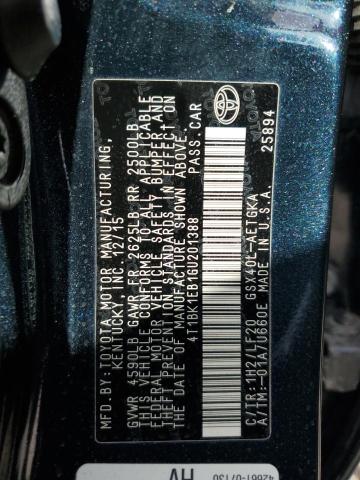 MFD.BY:TOYOTA MOTOR MANUFACTURING,
KENTUCKY, INC. 12/15
GVWR 4590LB GAWR FR 2625LB RR 2500LB
THIS VEHICLE CONFORMS TO ALL APPLICABLE
FEDERAL MOTOR VEHICLE SAFETY, BUMPER AND
THEFT PREVENTION STANDARDS IN EFFECT ON
THE DATE OF MANUFACTURE SHOWN ABOVE.
4T1BK1EB1GU201388 PASS.CAR
C/TR:1H2/LF20 GSX40L-AETGKA
A/TM:-01A/U660E MADE IN U.S.A.
25894
42661-07130
AH